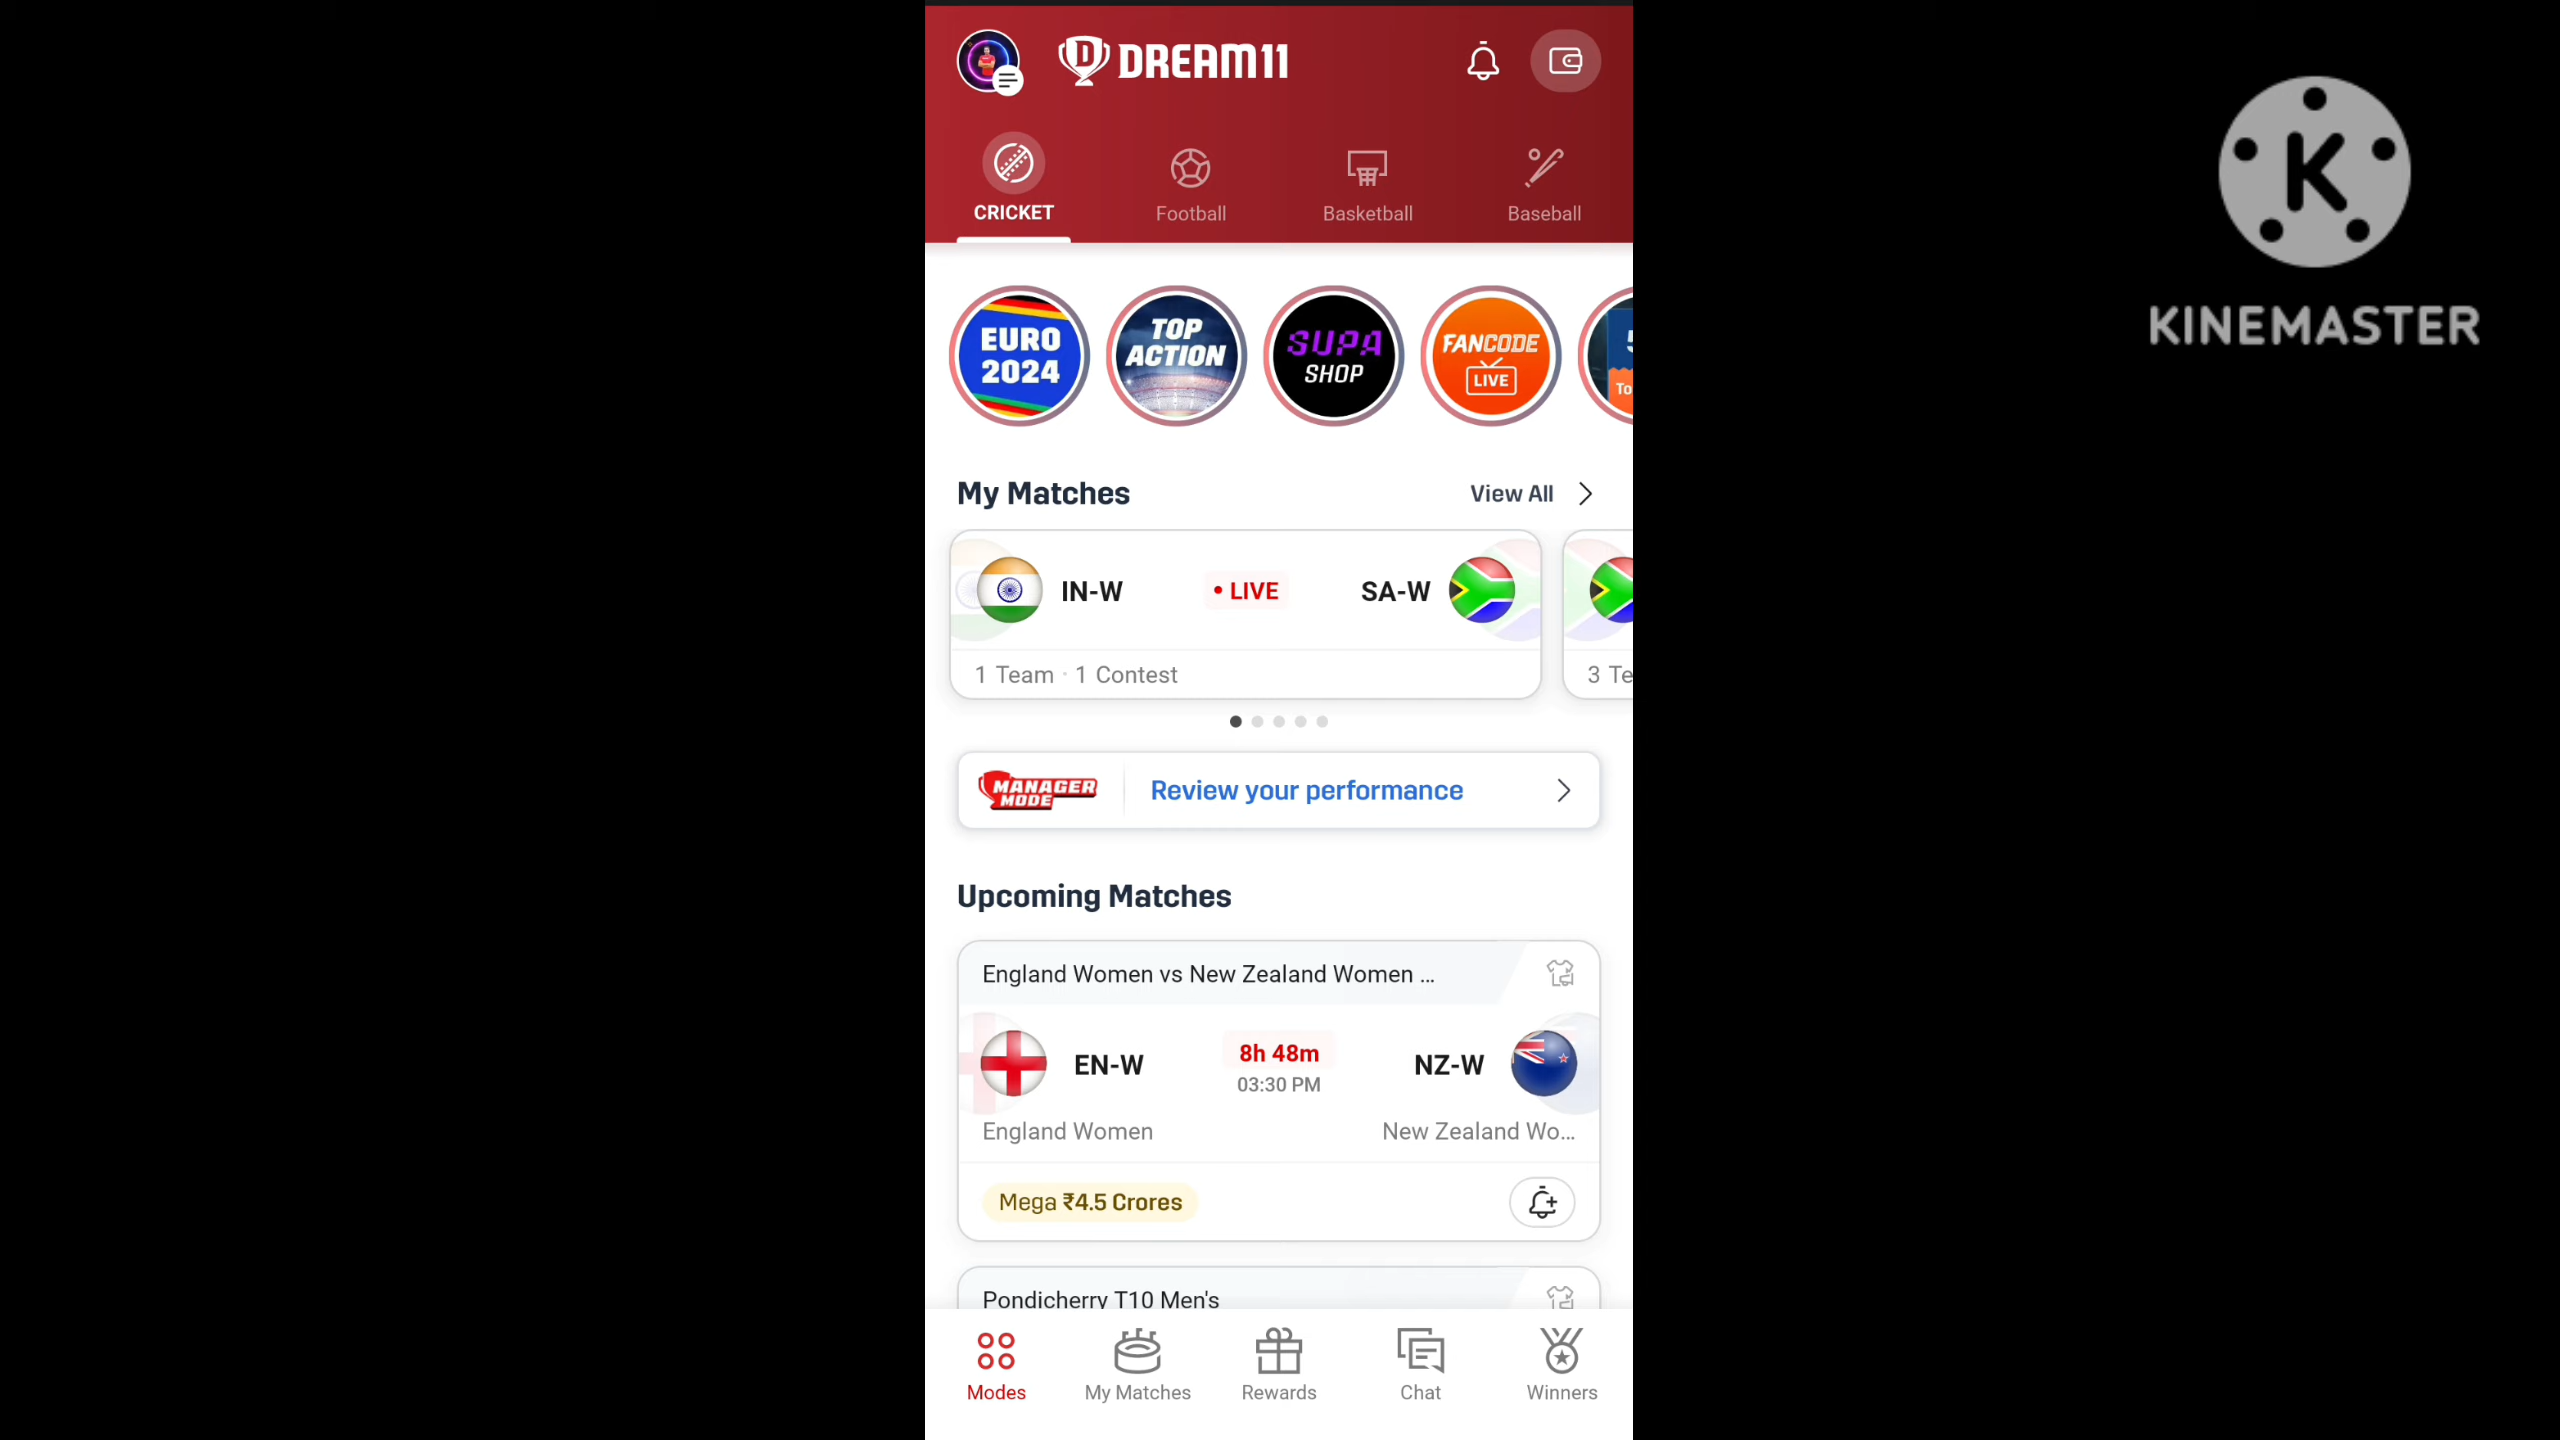 DREAM11
K
KINEMASTER
CRICKET
Football
Basketball
Baseball
EURO
2024
TOP
ACTION
SUPA
SHOP
FANCODE
LIVE
To
My Matches
View All
IN-W
LIVE
SA-W
1 Team · 1 Contest
3 Te
MANAGER
MODE
Review your performance
Upcoming Matches
England Women vs New Zealand Women ...
EN-W
8h 48m
03:30 PM
NZ-W
England Women
New Zealand Wo...
Mega ₹4.5 Crores
Pondicherry T10 Men's
Modes
My Matches
Rewards
Chat
Winners